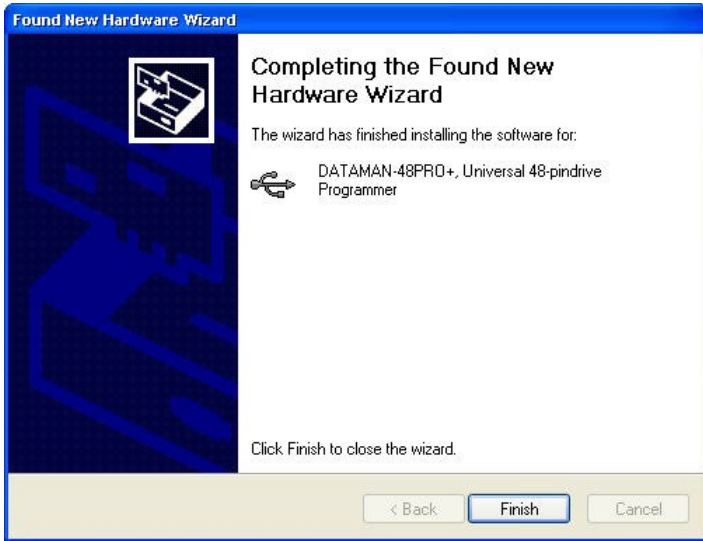 Found New Hardware Wizard
Completing the Found New
Hardware Wizard
The wizard has finished installing the software for:
DATAMAN-48PRO+, Universal 48-pindrive
Programmer
Click Finish to close the wizard.
< Back
Finish
Cancel